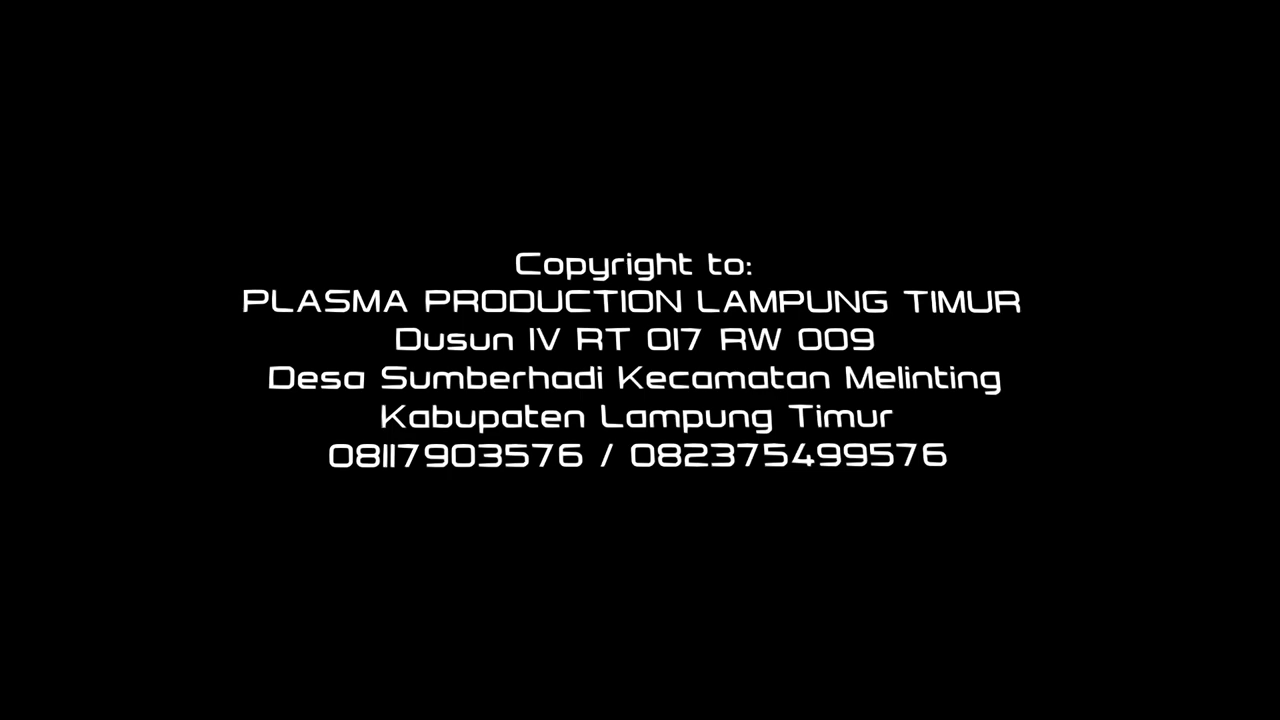 Copyright to:
PLASMA PRODUCTION LAMPUNG TIMUR
Dusun IV RT 017 RW 009
Desa Sumberhadi Kecamatan Melinting
Kabupaten Lampung Timur
08117903576 / 082375499576